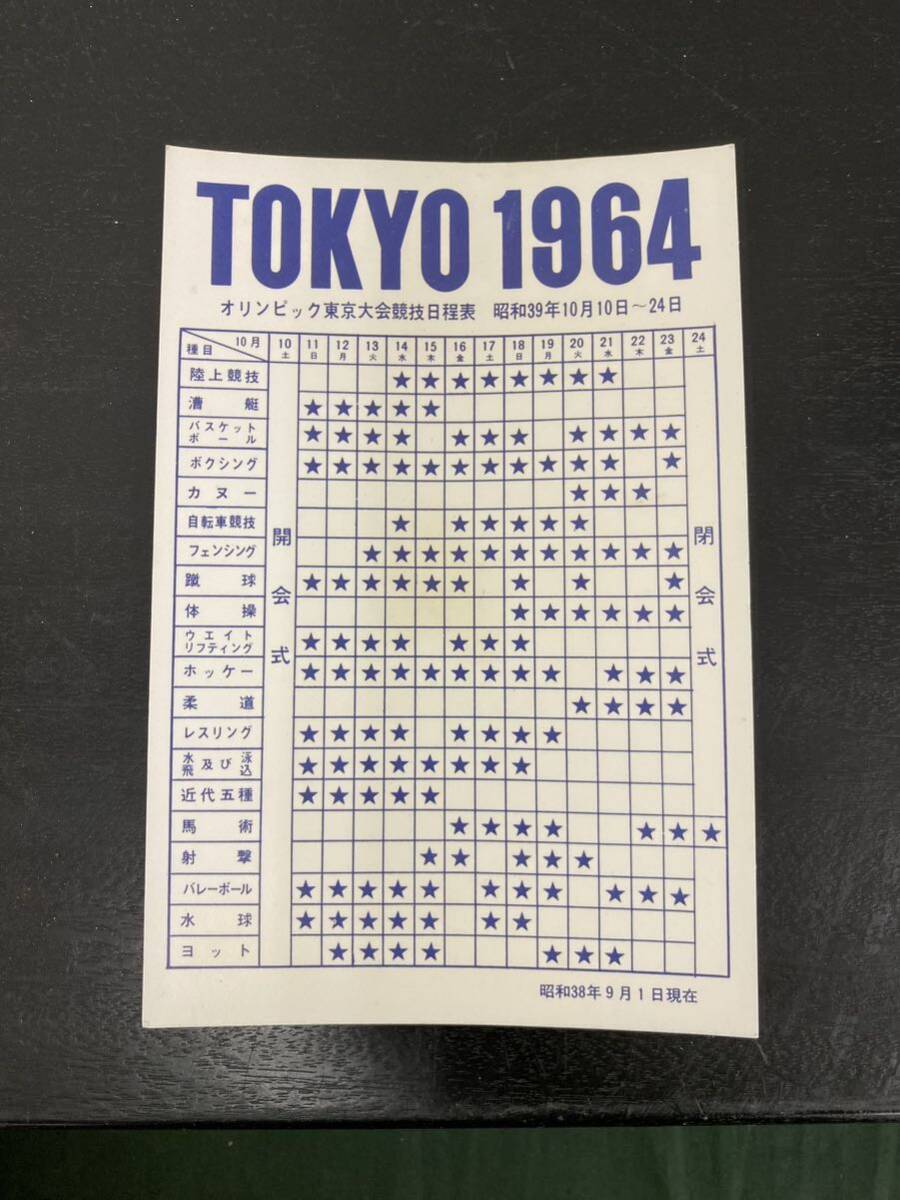 TOKYO 1964
オリンピック東京大会競技日程表 昭和39年10月10日～24日
種目 10月 10 土 11 日 12 月 13 火 14 水 15 木 16 金 17 土 18 日 19 月 20 火 21 水 22 木 23 金 24 土
陸上競技 ★ ★ ★ ★ ★ ★ ★ ★
漕艇 ★ ★ ★ ★ ★
バスケット
ボール ★ ★ ★ ★ ★ ★ ★ ★ ★ ★ ★
ボクシング ★ ★ ★ ★ ★ ★ ★ ★ ★ ★ ★ ★
カヌー ★ ★ ★
自転車競技 ★ ★ ★ ★ ★ ★
フェンシング ★ ★ ★ ★ ★ ★ ★ ★ ★ ★ ★
蹴球 ★ ★ ★ ★ ★ ★ ★ ★ ★
体操 ★ ★ ★ ★ ★ ★
ウエイト
リフティング ★ ★ ★ ★ ★ ★ ★
ホッケー ★ ★ ★ ★ ★ ★ ★ ★ ★ ★ ★ ★
柔道 ★ ★ ★ ★
レスリング ★ ★ ★ ★ ★ ★ ★ ★
水泳及び
飛込 ★ ★ ★ ★ ★ ★ ★ ★
近代五種 ★ ★ ★ ★ ★
馬術 ★ ★ ★ ★ ★ ★ ★
射撃 ★ ★ ★ ★ ★
バレーボール ★ ★ ★ ★ ★ ★ ★ ★ ★ ★ ★
水球 ★ ★ ★ ★ ★ ★ ★
ヨット ★ ★ ★ ★ ★ ★ ★
開会式
閉会式
昭和38年9月1日現在